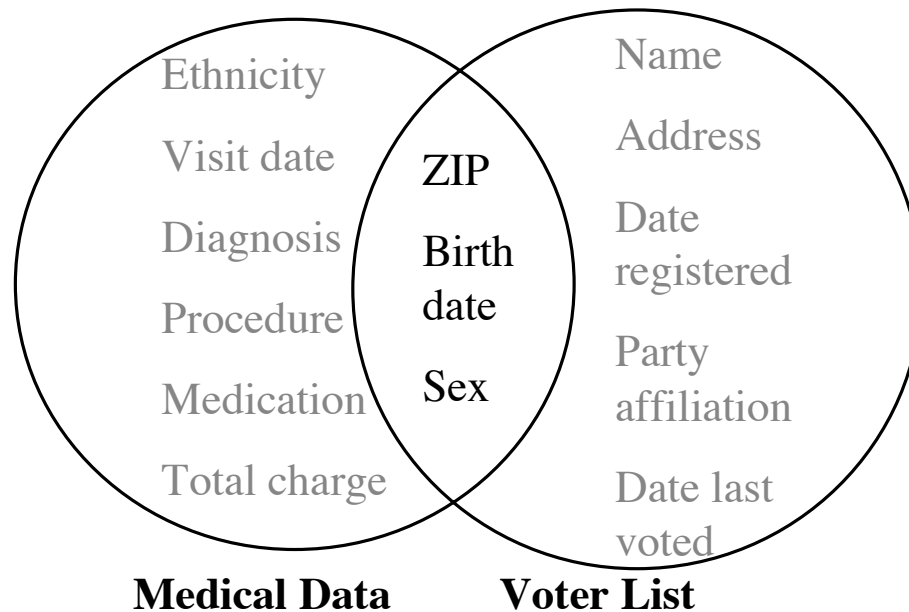 Ethnicity
Visit date
Diagnosis
Procedure
Medication
Total charge
ZIP
Birth
date
Sex
Name
Address
Date
registered
Party
affiliation
Date last
voted
Medical Data
Voter List